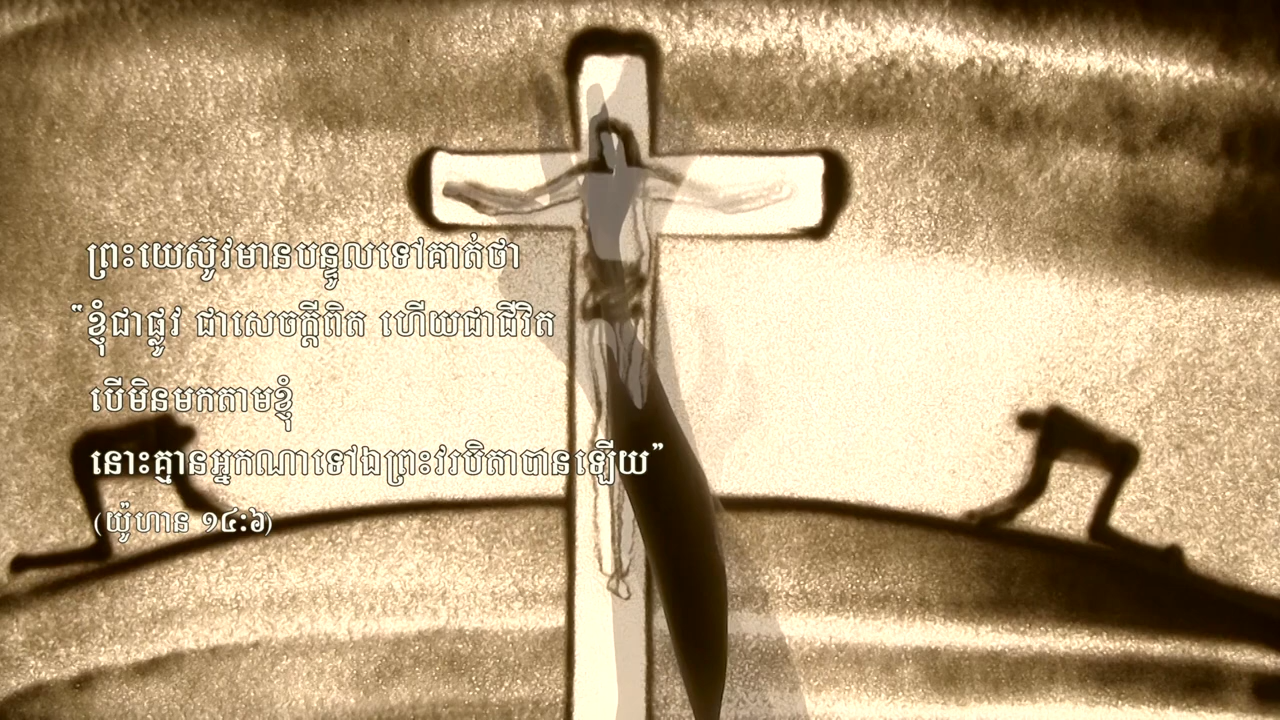 ព្រះយេស៊ូវមានបន្ទូលទៅគាត់ថា
"ខ្ញុំជាផ្លូវ ជាសេចក្ដីពិត ហើយជាជីវិត
បើមិនមកតាមខ្ញុំ
នោះគ្មានអ្នកណាទៅឯព្រះវរបិតាបានឡើយ"
(យ៉ូហាន ១៤:៦)